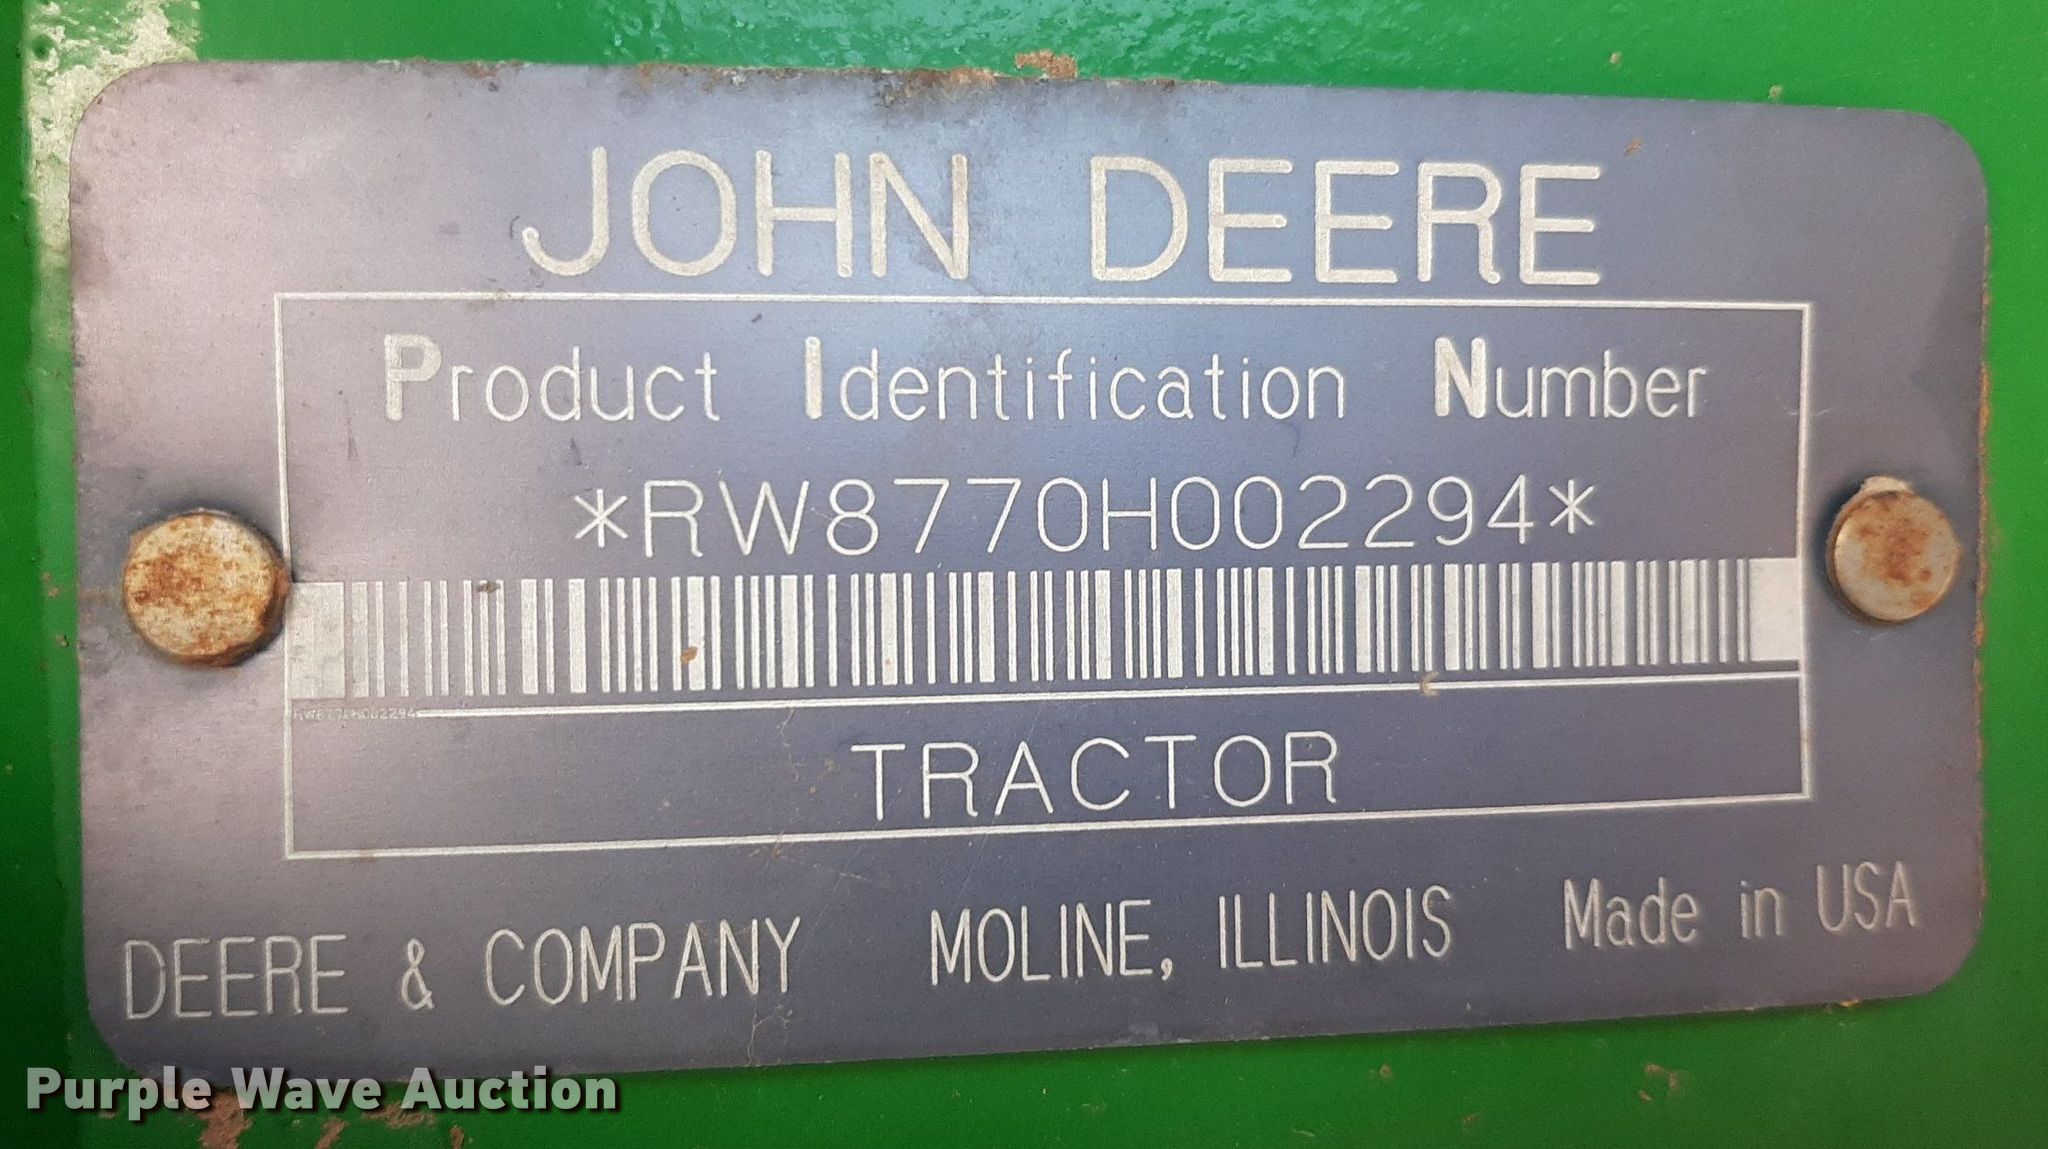 JOHN DEERE
Product Identification Number
*RW8770H002294*
RW8770H002294
TRACTOR
DEERE & COMPANY MOLINE, ILLINOIS Made in USA
Purple Wave Auction